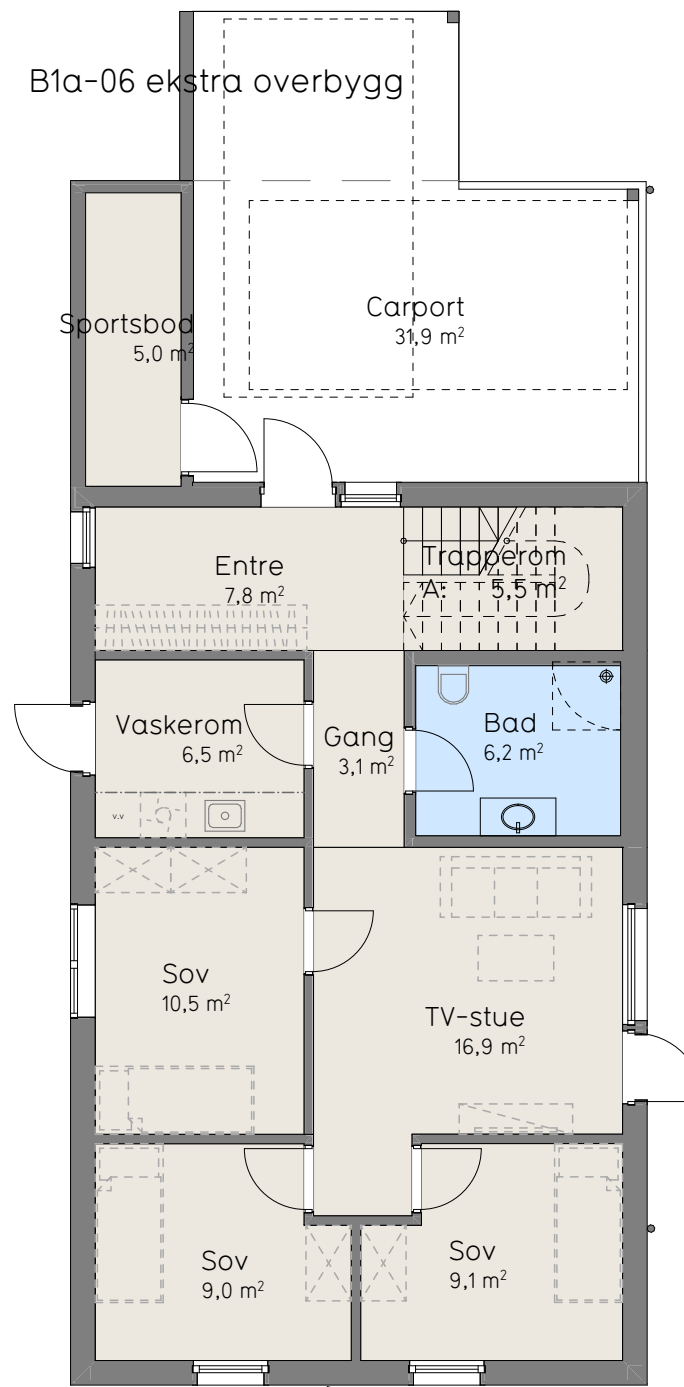 B1a-06 ekstra overbygg
Carport
31,9 m²
Sportsbod
5,0 m²
Entre
7,8 m²
Trapperom
A: 5,5 m²
Vaskerom
6,5 m²
Gang
3,1 m²
Bad
6,2 m²
v.v
Sov
10,5 m²
TV-stue
16,9 m²
Sov
9,0 m²
Sov
9,1 m²